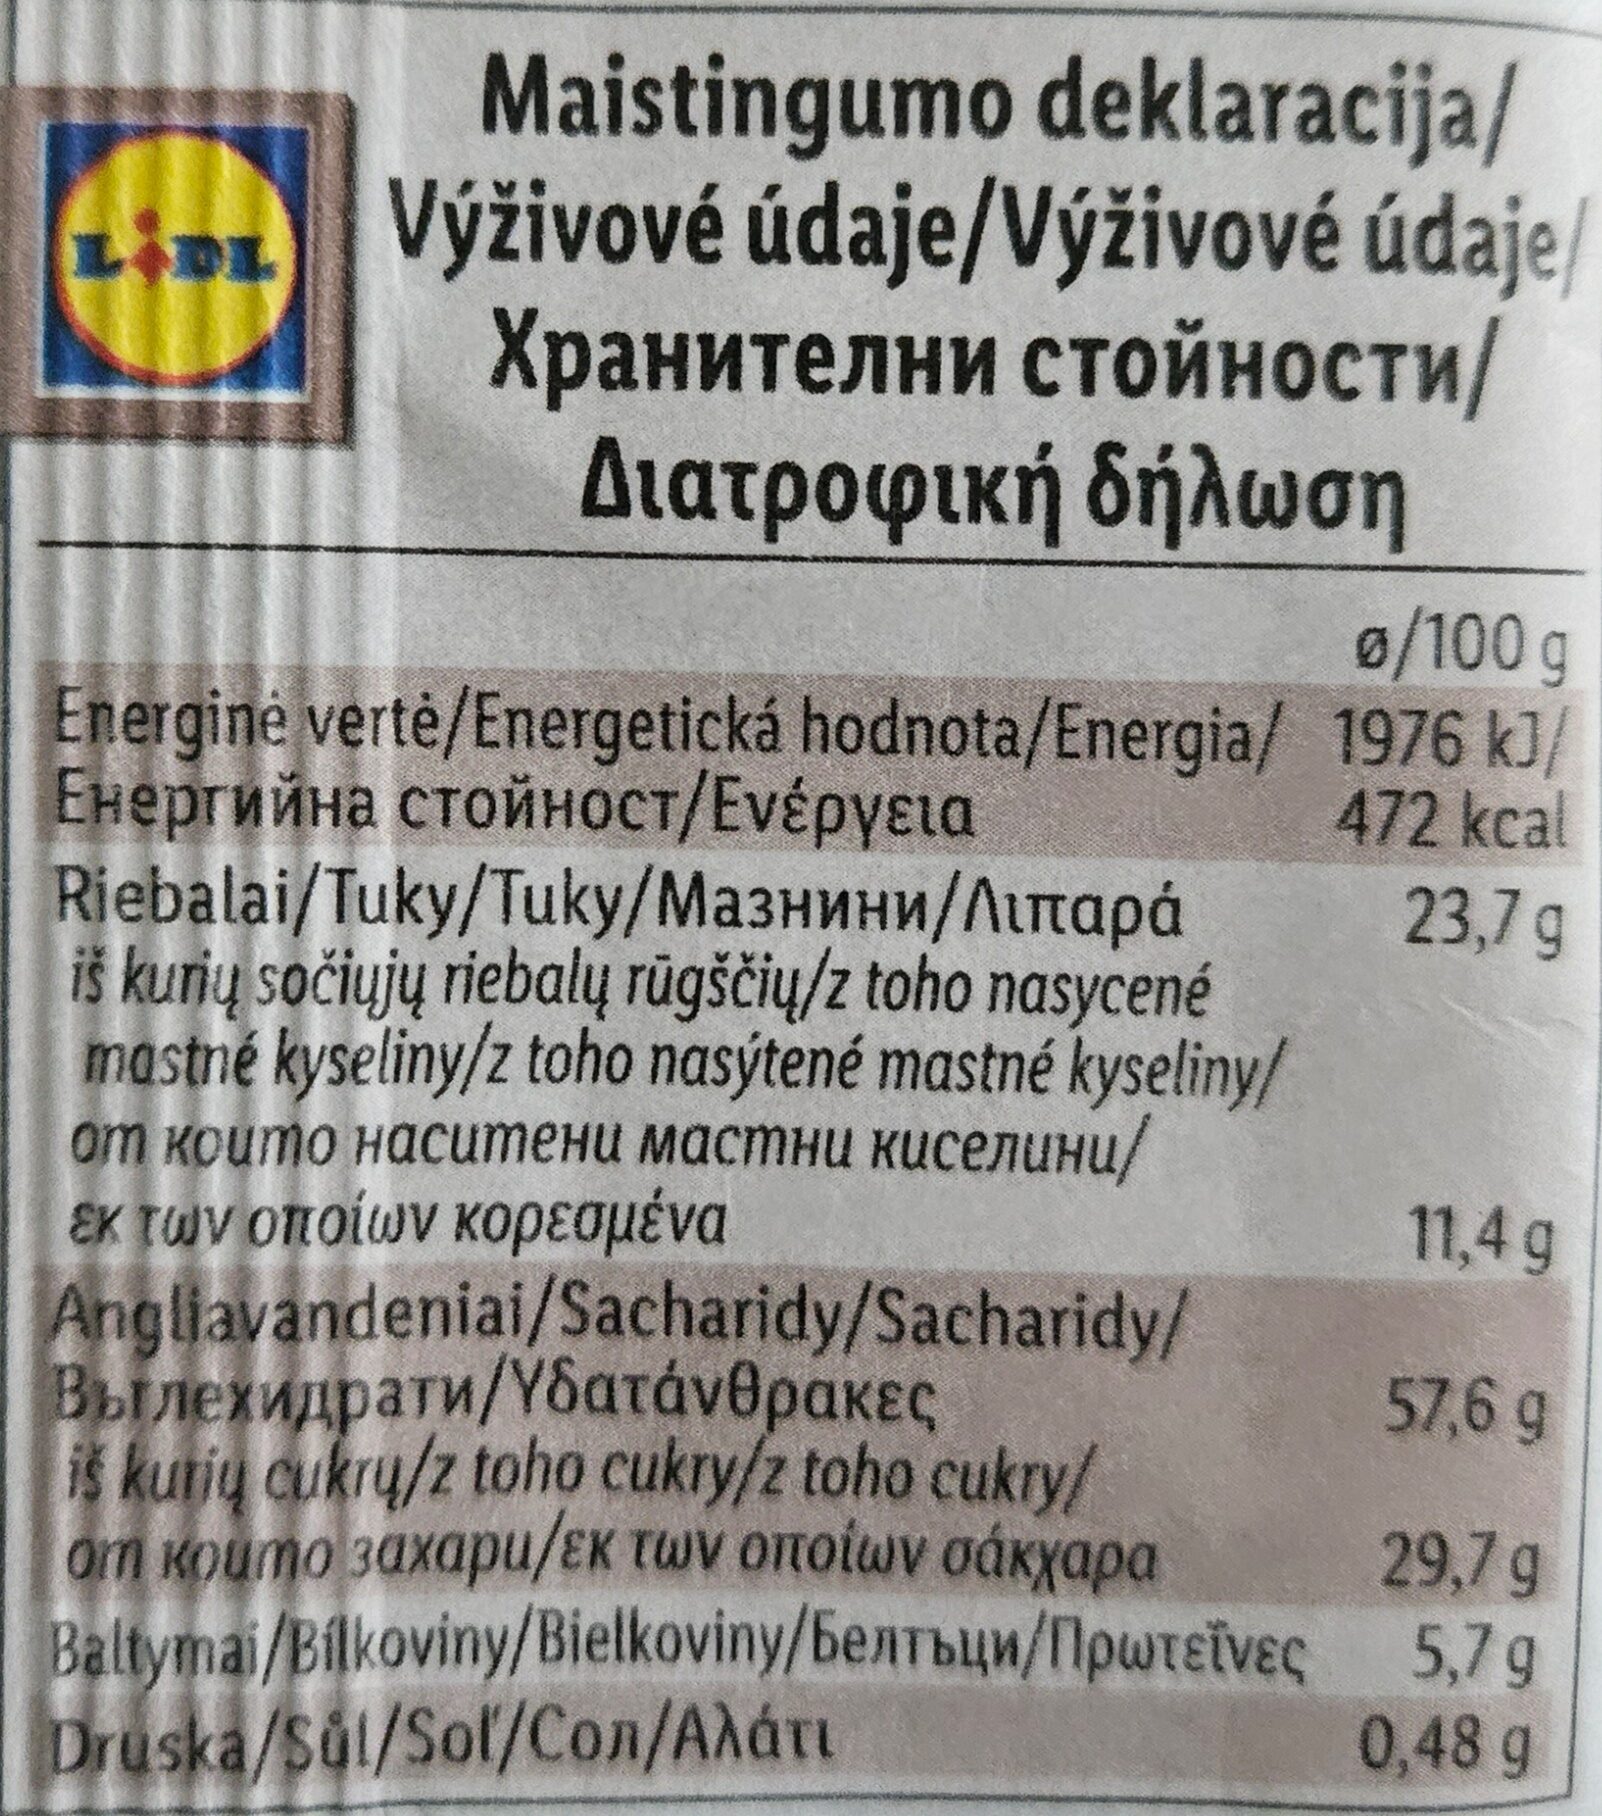 LIDL
Maistingumo deklaracija/
Výživové údaje/Výživové údaje/
Хранителни стойности/
Διατροφική δήλωση
ø/100 g
Energinė vertė/Energetická hodnota/Energia/ 1976 kJ/
Енергийна стойност/Ενέργεια 472 kcal
Riebalai/Tuky/Tuky/Мазнини/Λιπαρά 23,7 g
iš kurių sočiųjų riebalų rūgščių/z toho nasycené
mastné kyseliny/z toho nasýtené mastné kyseliny/
от които наситени мастни киселини/
εκ των οποίων κορεσμένα 11,4 g
Angliavandeniai/Sacharidy/Sacharidy/
Въглехидрати/Υδατάνθρακες 57,6 g
iš kurių cukrų/z toho cukry/z toho cukry/
от които захари/εκ των οποίων σάκχαρα 29,7 g
Baltymai/Bílkoviny/Bielkoviny/Белтъци/Πρωτεΐνες 5,7 g
Druska/Sůl/Soľ/Сол/Αλάτι 0,48 g